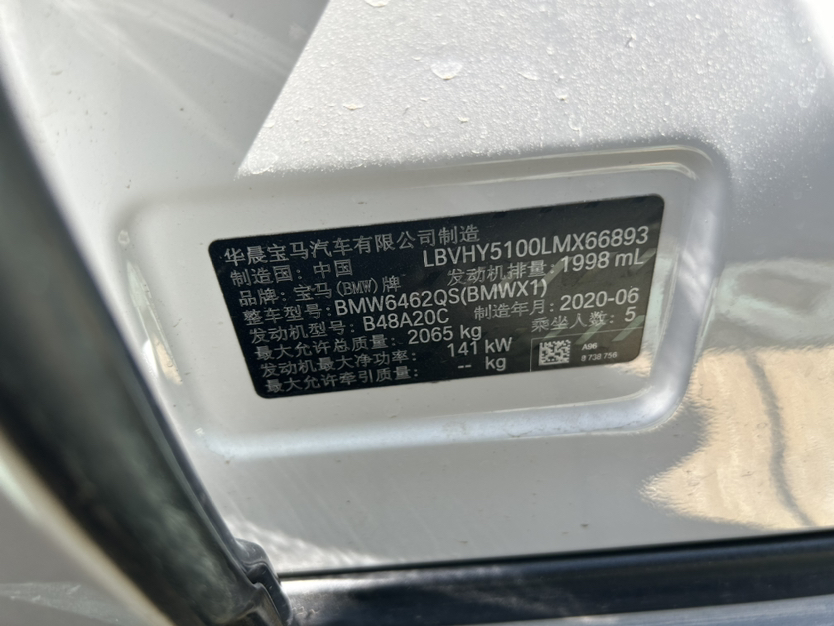 华晨宝马汽车有限公司制造
制造国：中国 LBVHY5100LMX66893
品牌：宝马(BMW)牌 发动机排量：1998 mL
整车型号：BMW6462QS(BMWX1)
发动机型号：B48A20C 制造年月：2020-06
最大允许总质量：2065 kg 乘坐人数：5
发动机最大净功率：141 kW
最大允许牵引质量：-- kg
A96
8 738 756